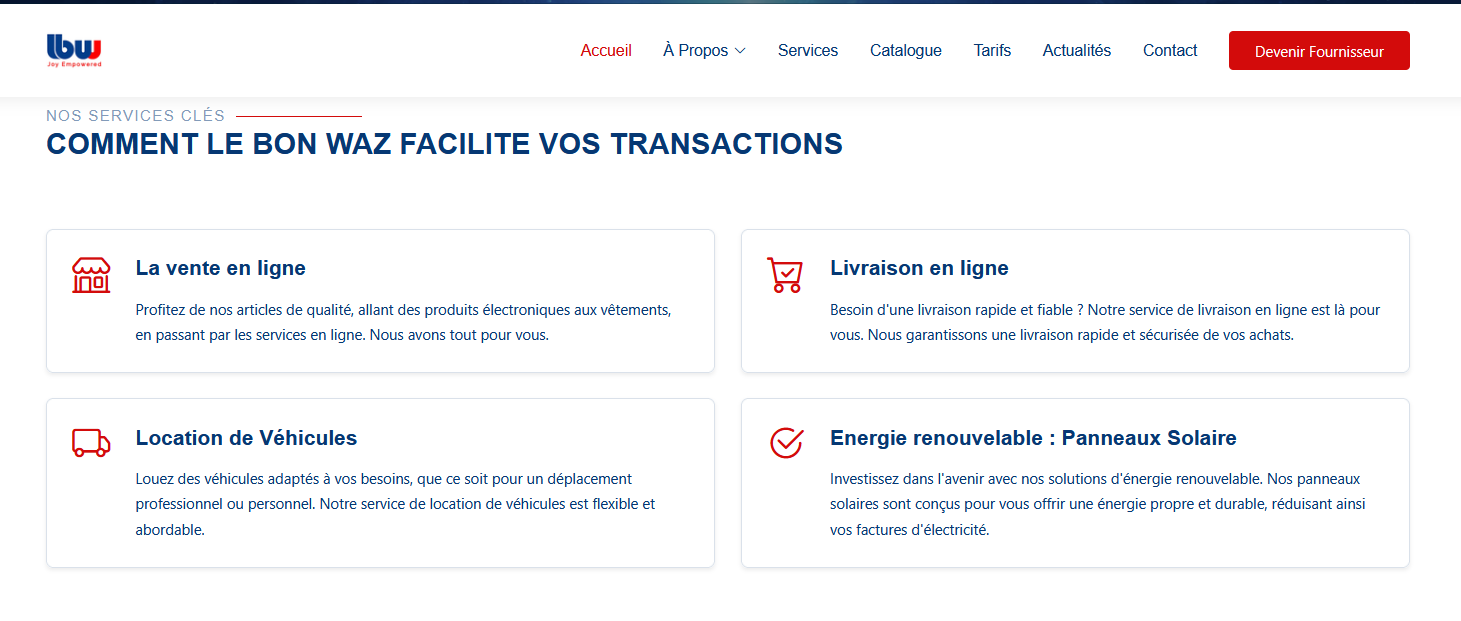 lbw
Joy Empowered
Accueil À Propos Services Catalogue Tarifs Actualités Contact Devenir Fournisseur
NOS SERVICES CLÉS
COMMENT LE BON WAZ FACILITE VOS TRANSACTIONS
La vente en ligne
Profitez de nos articles de qualité, allant des produits électroniques aux vêtements,
en passant par les services en ligne. Nous avons tout pour vous.
Livraison en ligne
Besoin d'une livraison rapide et fiable ? Notre service de livraison en ligne est là pour
vous. Nous garantissons une livraison rapide et sécurisée de vos achats.
Location de Véhicules
Louez des véhicules adaptés à vos besoins, que ce soit pour un déplacement
professionnel ou personnel. Notre service de location de véhicules est flexible et
abordable.
Energie renouvelable : Panneaux Solaire
Investissez dans l'avenir avec nos solutions d'énergie renouvelable. Nos panneaux
solaires sont conçus pour vous offrir une énergie propre et durable, réduisant ainsi
vos factures d'électricité.